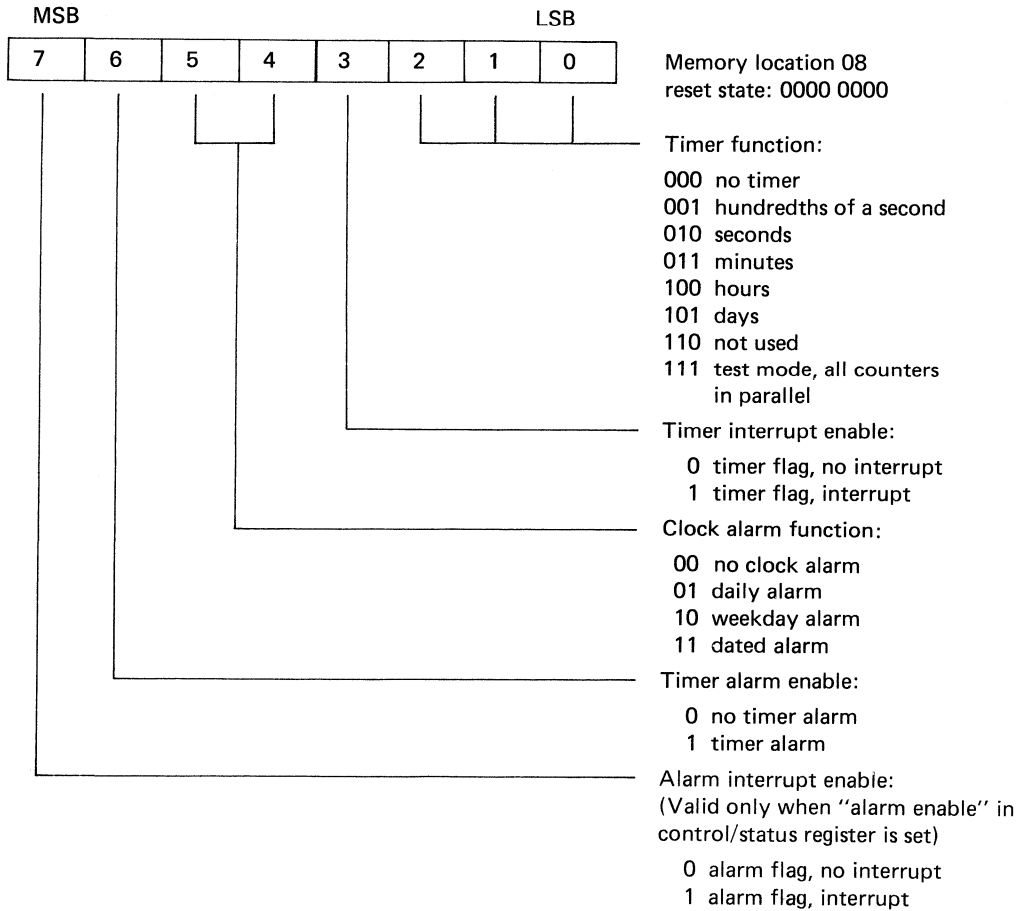 MSB LSB
7 6 5 4 3 2 1 0
Memory location 08
reset state: 0000 0000
Timer function:
000 no timer
001 hundredths of a second
010 seconds
011 minutes
100 hours
101 days
110 not used
111 test mode, all counters
in parallel
Timer interrupt enable:
0 timer flag, no interrupt
1 timer flag, interrupt
Clock alarm function:
00 no clock alarm
01 daily alarm
10 weekday alarm
11 dated alarm
Timer alarm enable:
0 no timer alarm
1 timer alarm
Alarm interrupt enable:
(Valid only when "alarm enable" in
control/status register is set)
0 alarm flag, no interrupt
1 alarm flag, interrupt